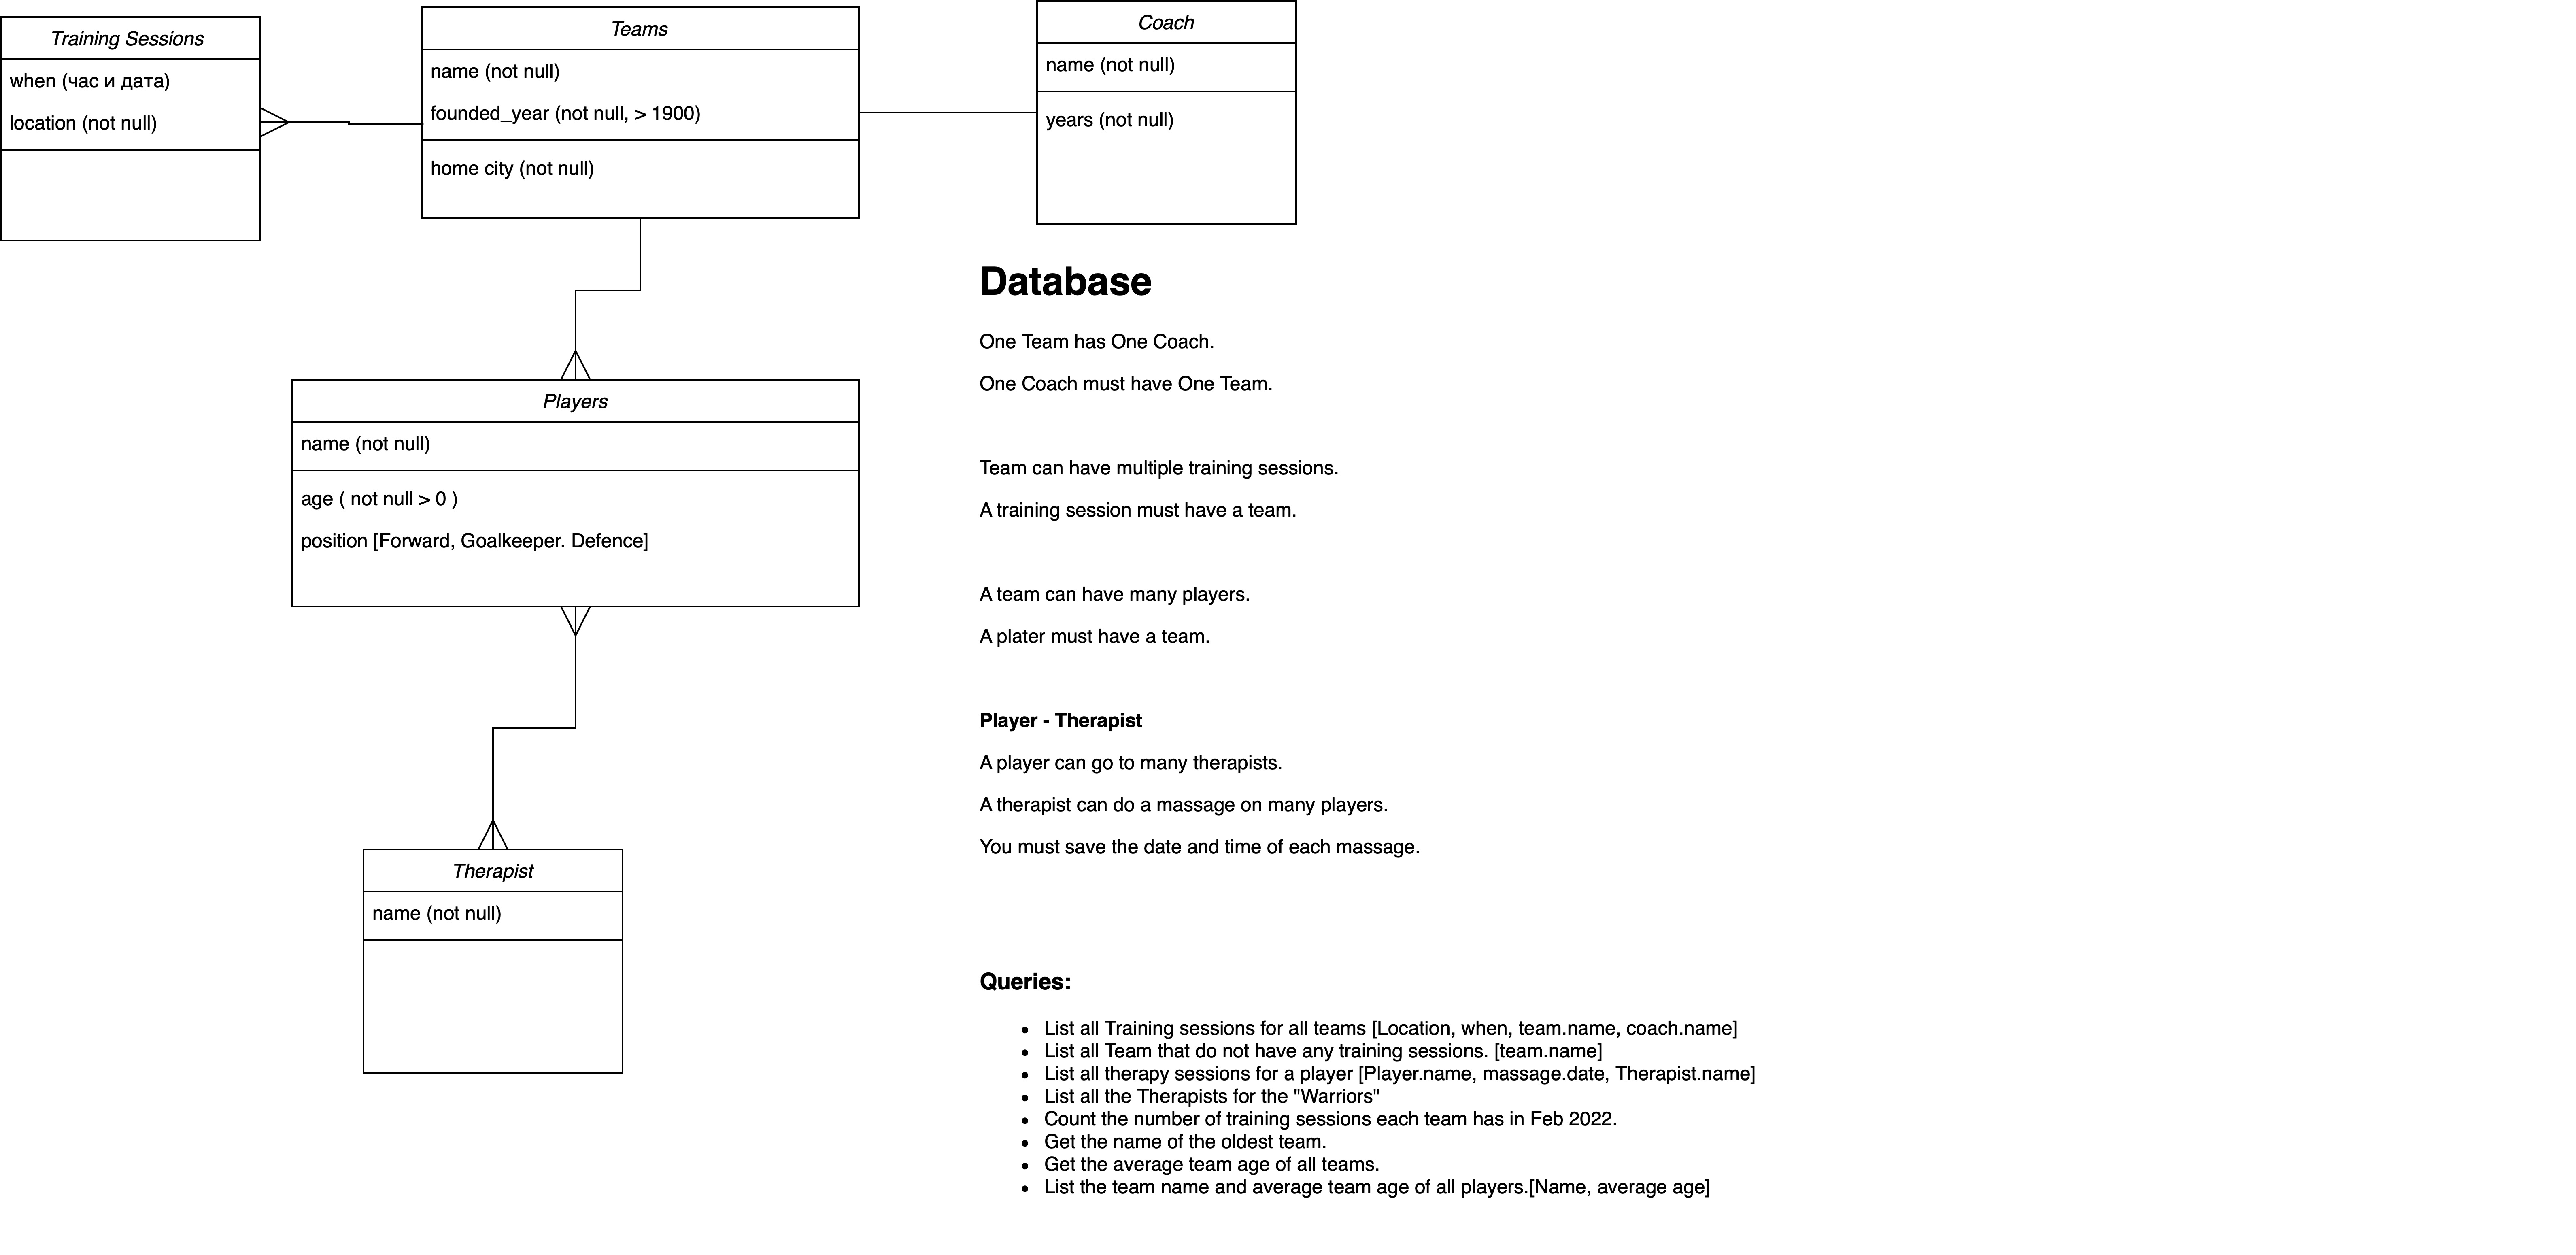 Training Sessions
when (час и дата)
location (not null)
Teams
name (not null)
founded_year (not null, > 1900)
home city (not null)
Coach
name (not null)
years (not null)
Players
name (not null)
age ( not null > 0 )
position [Forward, Goalkeeper. Defence]
Therapist
name (not null)
Database
One Team has One Coach.
One Coach must have One Team.
Team can have multiple training sessions.
A training session must have a team.
A team can have many players.
A plater must have a team.
Player - Therapist
A player can go to many therapists.
A therapist can do a massage on many players.
You must save the date and time of each massage.
Queries:
• List all Training sessions for all teams [Location, when, team.name, coach.name]
• List all Team that do not have any training sessions. [team.name]
• List all therapy sessions for a player [Player.name, massage.date, Therapist.name]
• List all the Therapists for the "Warriors"
• Count the number of training sessions each team has in Feb 2022.
• Get the name of the oldest team.
• Get the average team age of all teams.
• List the team name and average team age of all players.[Name, average age]